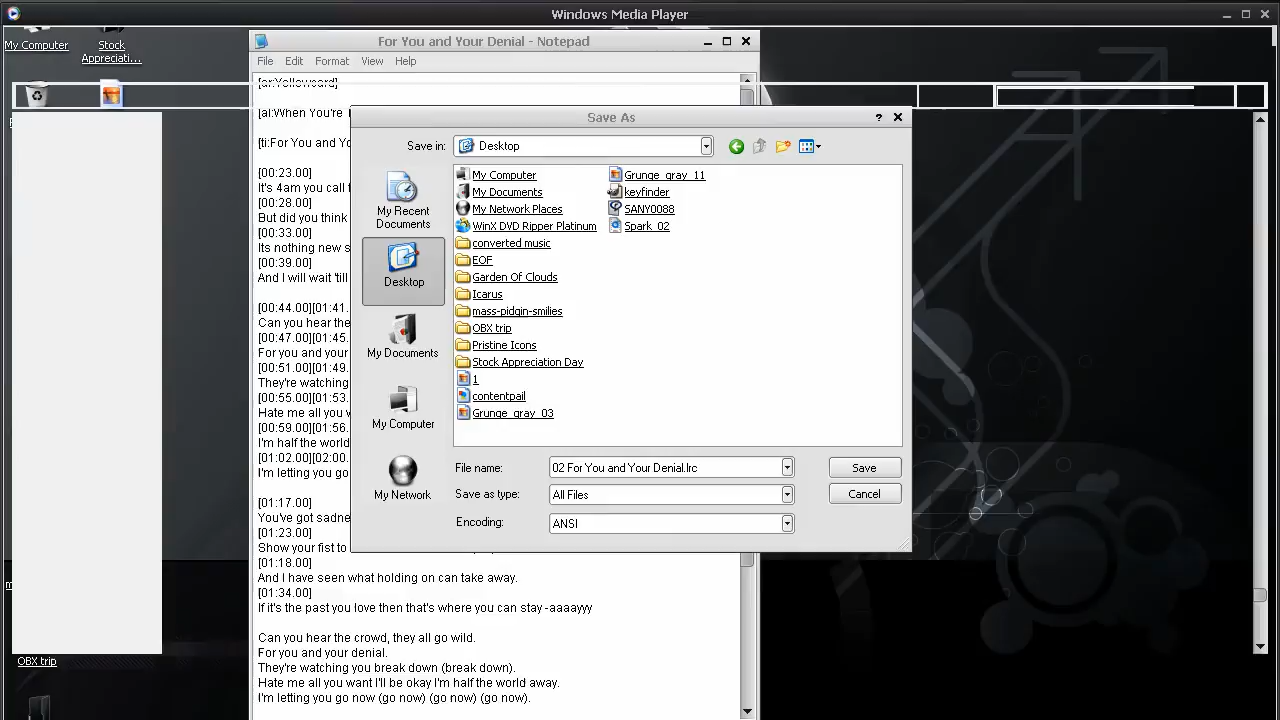 Windows Media Player
My Computer
Stock
Appreciati...
For You and Your Denial - Notepad
File Edit Format View Help
[ar:Yellowcard]
[al:When You're
[ti:For You and Yo
[00:23.00]
It's 4am you call
[00:28.00]
But did you think
[00:33.00]
Its nothing new s
[00:39.00]
And I will wait 'till
[00:44.00][01:41.
Can you hear the
[00:47.00][01:45.
For you and your
[00:51.00][01:49.
They're watching
[00:55.00][01:53.
Hate me all you
[00:59.00][01:56.
I'm half the world
[01:02.00][02:00.
I'm letting you go
[01:17.00]
You've got sadne
[01:23.00]
Show your fist to
[01:18.00]
And I have seen what holding on can take away.
[01:34.00]
If it's the past you love then that's where you can stay -aaaayyy
Can you hear the crowd, they all go wild.
For you and your denial.
They're watching you break down (break down).
Hate me all you want I'll be okay I'm half the world away.
I'm letting you go now (go now) (go now) (go now).
Save As
Save in: Desktop
My Recent
Documents
Desktop
My Documents
My Computer
My Network
My Computer
My Documents
My Network Places
WinX DVD Ripper Platinum
converted music
EOF
Garden Of Clouds
Icarus
mass-pidgin-smilies
OBX trip
Pristine Icons
Stock Appreciation Day
1
contentpail
Grunge_gray_03
Grunge_gray_11
keyfinder
SANY0088
Spark_02
File name: 02 For You and Your Denial.lrc
Save as type: All Files
Encoding: ANSI
Save
Cancel
OBX trip